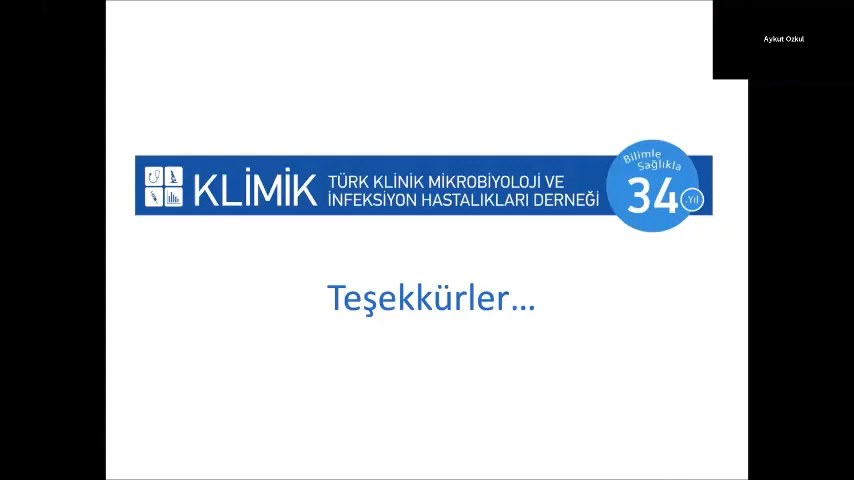 Aykut Ozkul
Bilimle
Sağlıkla
34 .Yıl
KLİMİK
TÜRK KLİNİK MİKROBİYOLOJİ VE
İNFEKSİYON HASTALIKLARI DERNEĞİ
Teşekkürler...